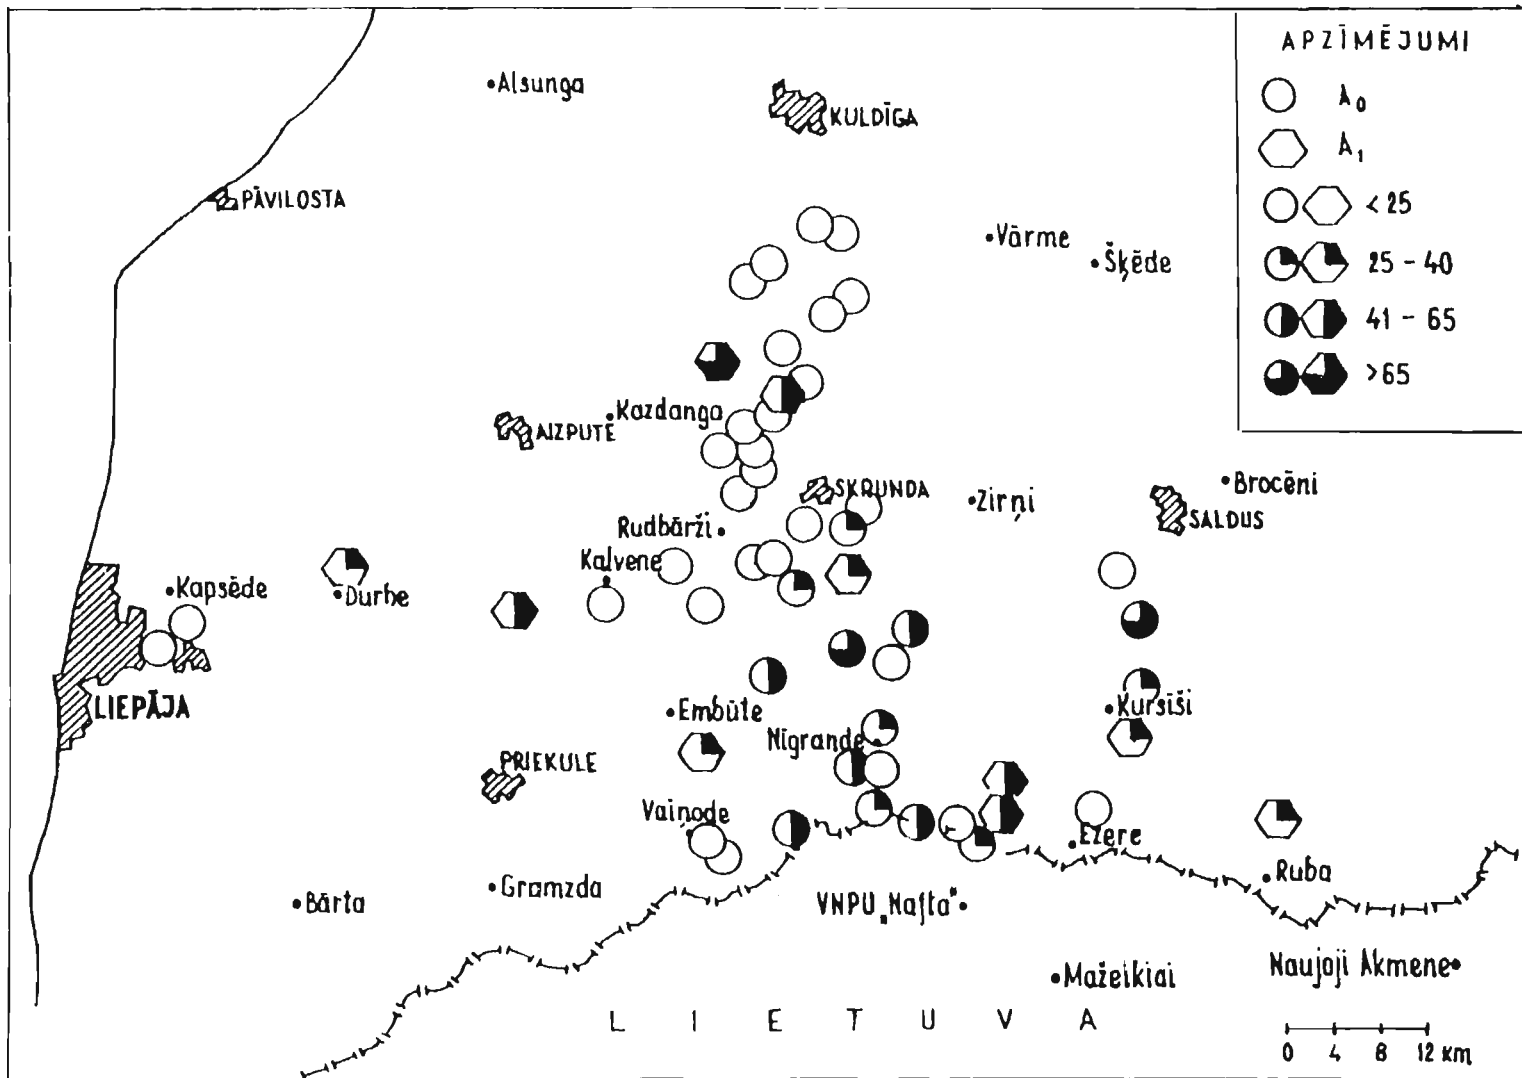 APZĪMĒJUMI
A₀
A₁
<25
25 - 40
41 - 65
>65
Alsunga
KULDĪGA
PĀVILOSTA
Vārme
Šķēde
Kazdanga
AIZPUTE
SKRUNDA
Zirņi
Brocēni
SALDUS
Rudbārži
Kalvene
Kapsēde
Durbe
LIEPĀJA
Embūte
Kursīši
Nīgrande
PRIEKULE
Vaiņode
Ezere
Ruba
Gramzda
Bārta
VNPU „Nafta"
Mažeikiai
Naujoji Akmene
LIETUVA
0 4 8 12 km